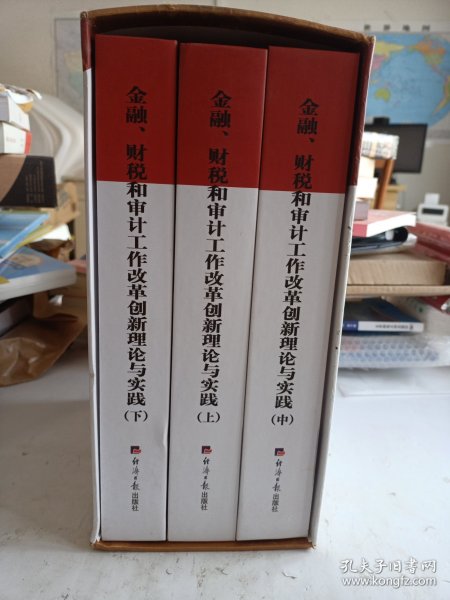 金融、财税和审计工作改革创新理论与实践(下)
经济日报出版社
金融、财税和审计工作改革创新理论与实践(上)
经济日报出版社
金融、财税和审计工作改革创新理论与实践(中)
经济日报出版社
孔夫子旧书网
www.kongfz.com